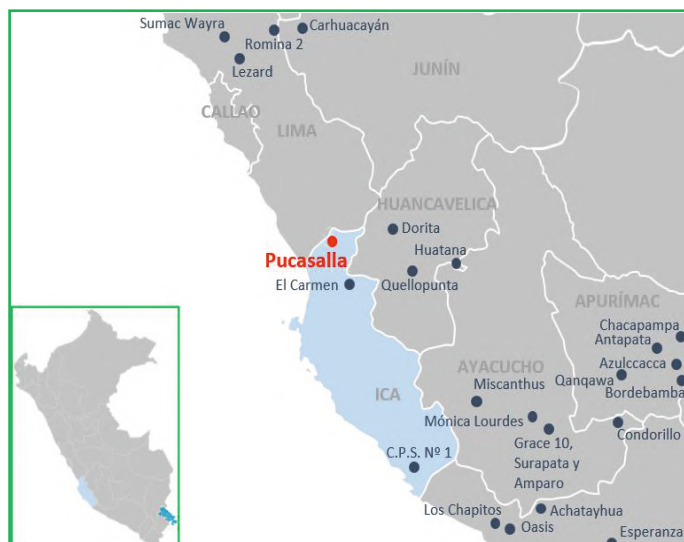 Sumac Wayra
Carhuacayán
Romina 2
Lezard
JUNÍN
CALLAO
LIMA
HUANCAVELICA
Dorita
Pucasalla
Huatana
El Carmen
Quellopunta
APURÍMAC
Chacapampa
Antapata
AYACUCHO
Azulccacca
Miscanthus
Qanqawa
ICA
Bordebamba
Mónica Lourdes
Condorillo
Grace 10,
Surapata y
Amparo
C.P.S. Nº 1
Los Chapitos
Achatayhua
Oasis
Esperanza